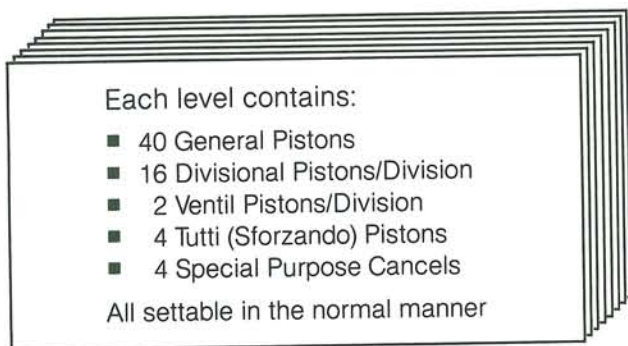 Each level contains:
■ 40 General Pistons
■ 16 Divisional Pistons/Division
■ 2 Ventil Pistons/Division
■ 4 Tutti (Sforzando) Pistons
■ 4 Special Purpose Cancels
All settable in the normal manner